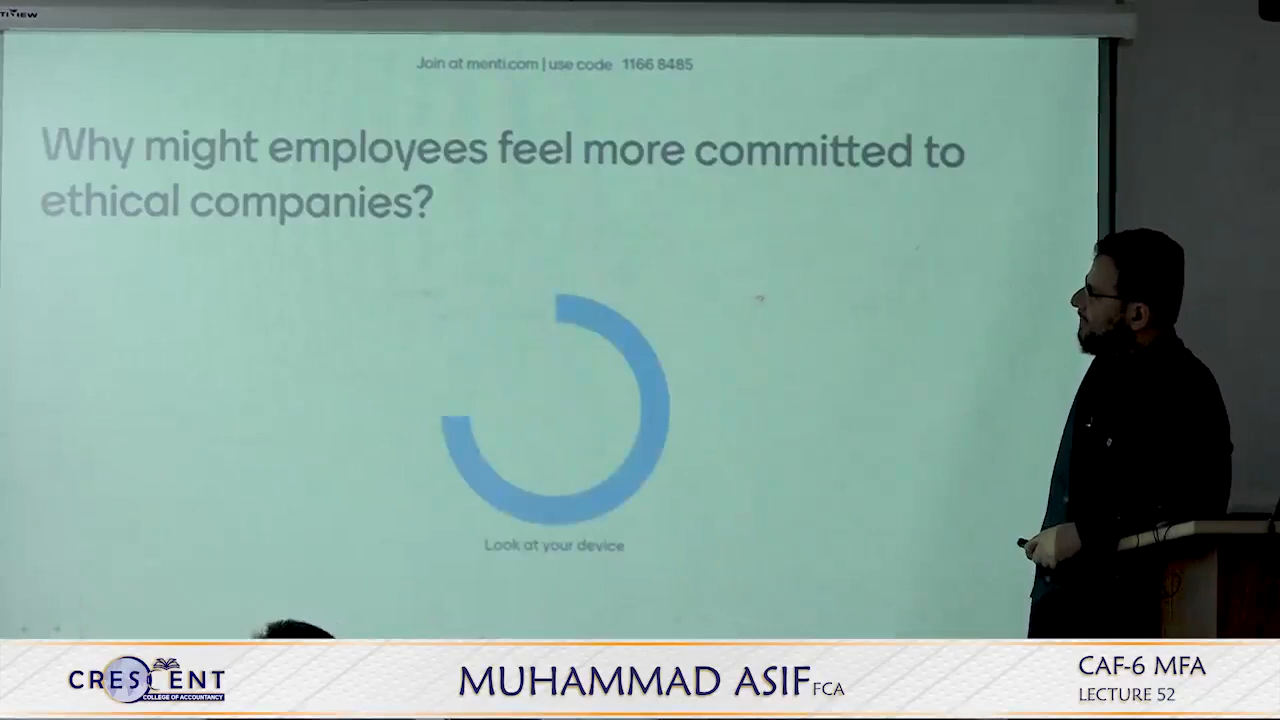 Join at menti.com | use code 1166 8485
Why might employees feel more committed to
ethical companies?
Look at your device
CRESCENT
COLLEGE OF ACCOUNTANCY
MUHAMMAD ASIF FCA
CAF-6 MFA
LECTURE 52